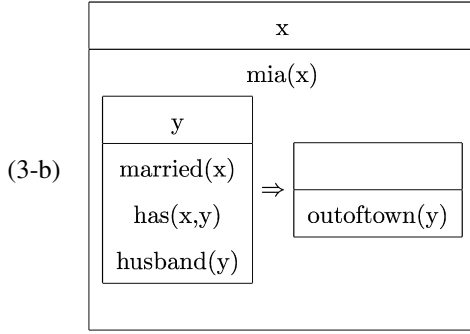 x
mia(x)
y
married(x)
(3-b)
has(x,y) ⇒
outoftown(y)
husband(y)